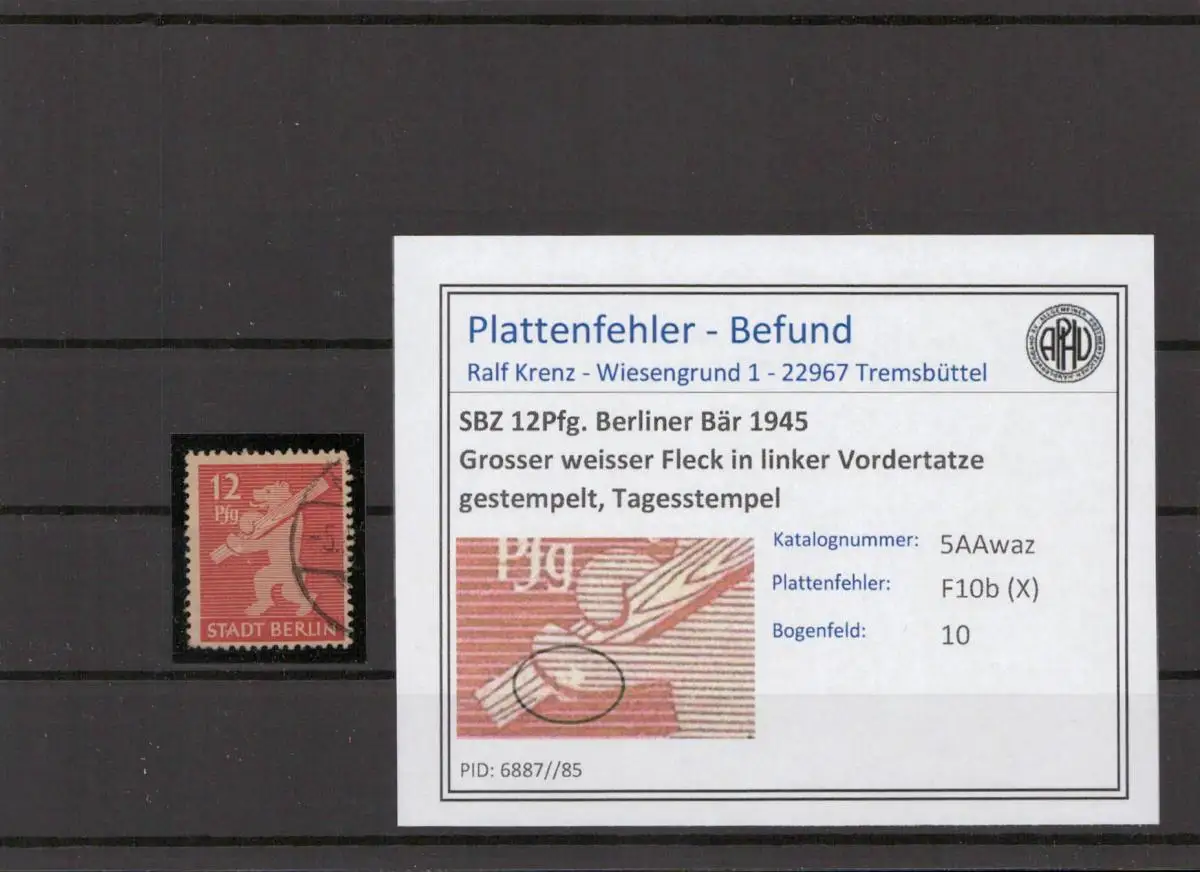 12
Pfg
STADT BERLIN
Plattenfehler - Befund
Ralf Krenz - Wiesengrund 1 - 22967 Tremsbüttel
APHV
SBZ 12Pfg. Berliner Bär 1945
Grosser weisser Fleck in linker Vordertatze
gestempelt, Tagesstempel
Pfg
Katalognummer: 5AAwaz
Plattenfehler: F10b (X)
Bogenfeld: 10
PID: 6887//85